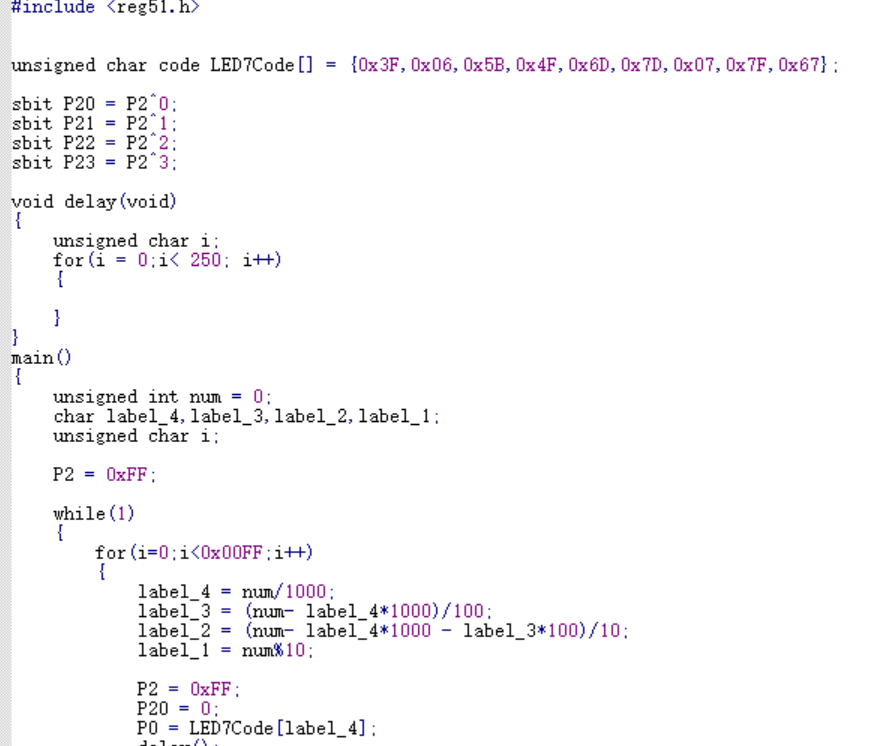 #include <reg51.h>
unsigned char code LED7Code[] = {0x3F,0x06,0x5B,0x4F,0x6D,0x7D,0x07,0x7F,0x67};
sbit P20 = P2^0;
sbit P21 = P2^1;
sbit P22 = P2^2;
sbit P23 = P2^3;
void delay(void)
{
unsigned char i;
for(i = 0;i< 250; i++)
{
}
}
main()
{
unsigned int num = 0;
char label_4,label_3,label_2,label_1;
unsigned char i;
P2 = 0xFF;
while(1)
{
for(i=0;i<0x00FF;i++)
{
label_4 = num/1000;
label_3 = (num- label_4*1000)/100;
label_2 = (num- label_4*1000 - label_3*100)/10;
label_1 = num%10;
P2 = 0xFF;
P20 = 0;
P0 = LED7Code[label_4];
delay();